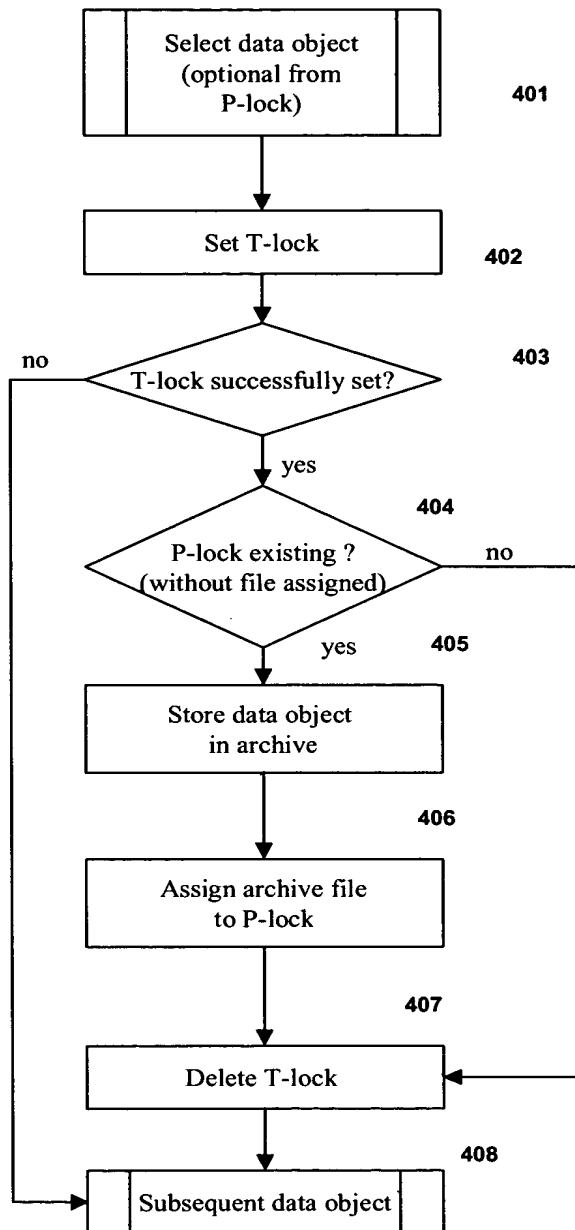 Select data object
(optional from
P-lock)
401
Set T-lock
402
no
403
T-lock successfully set?
yes
404
P-lock existing ?
(without file assigned)
no
yes
405
Store data object
in archive
406
Assign archive file
to P-lock
407
Delete T-lock
408
Subsequent data object